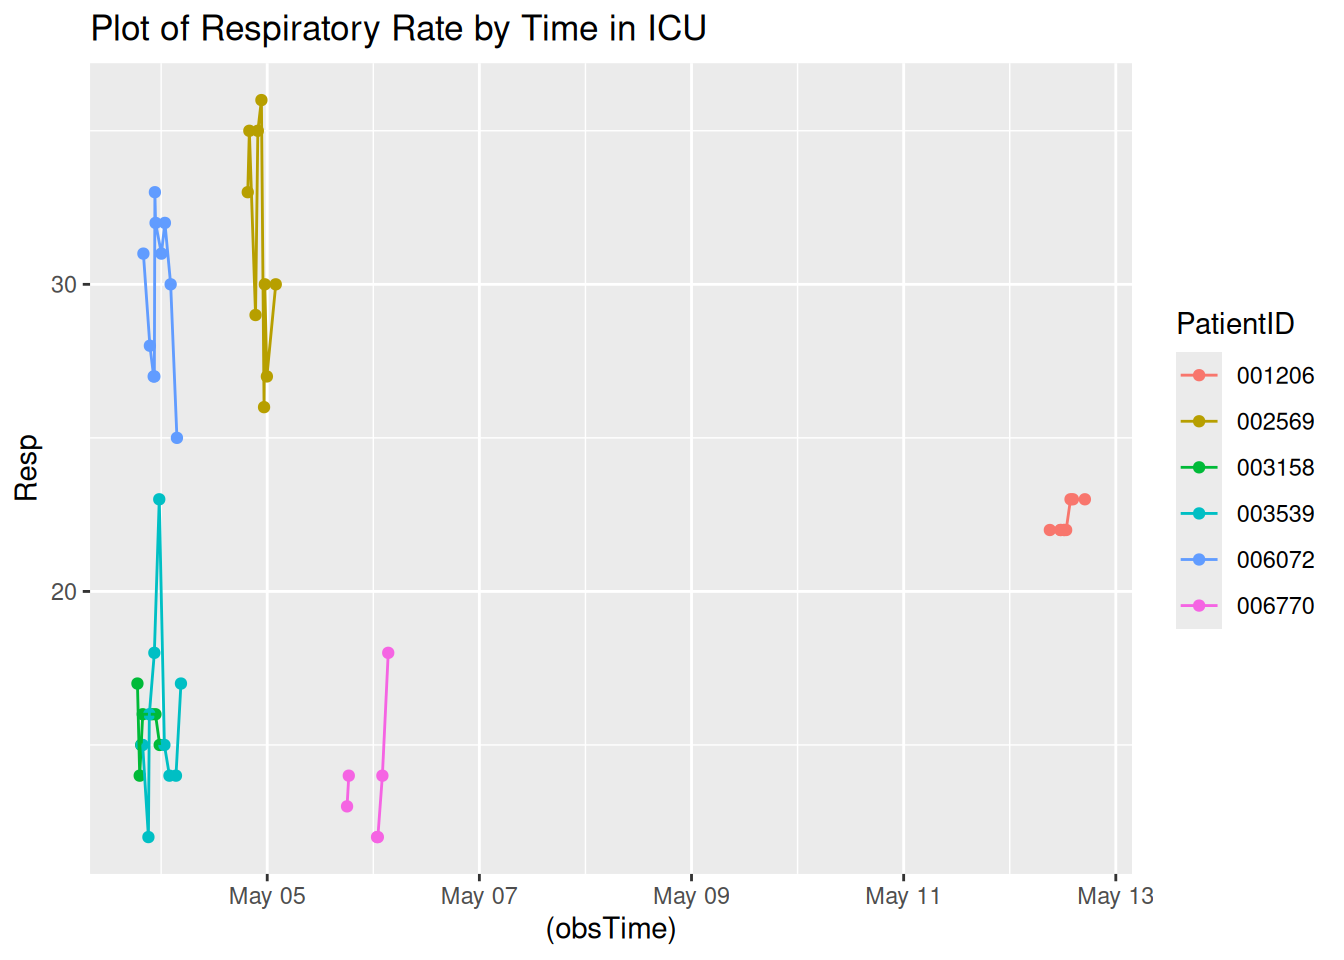 Plot of Respiratory Rate by Time in ICU
Resp
30
20
May 05
May 07
May 09
May 11
May 13
(obsTime)
PatientID
001206
002569
003158
003539
006072
006770